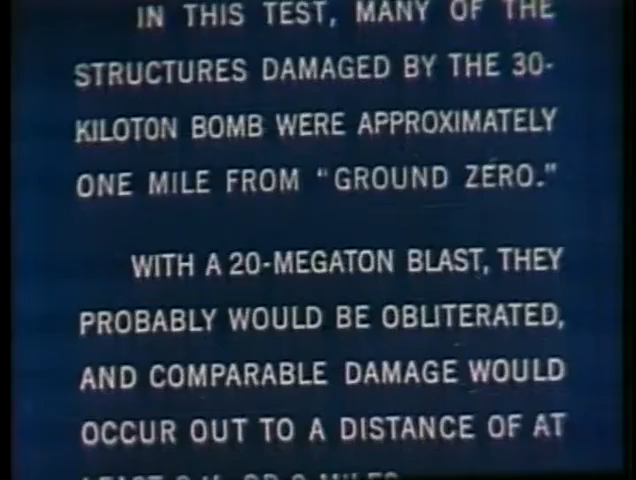 IN THIS TEST, MANY OF THE
STRUCTURES DAMAGED BY THE 30-
KILOTON BOMB WERE APPROXIMATELY
ONE MILE FROM "GROUND ZERO."
WITH A 20-MEGATON BLAST, THEY
PROBABLY WOULD BE OBLITERATED,
AND COMPARABLE DAMAGE WOULD
OCCUR OUT TO A DISTANCE OF AT